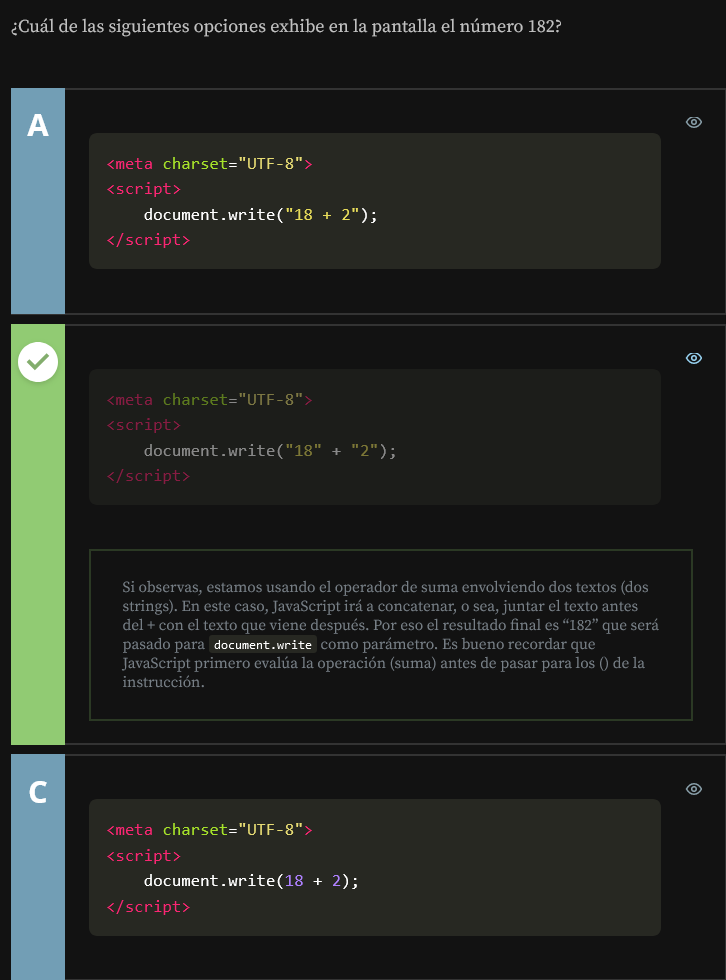 ¿Cuál de las siguientes opciones exhibe en la pantalla el número 182?
A
<meta charset="UTF-8">
<script>
    document.write("18 + 2");
</script>
<meta charset="UTF-8">
<script>
    document.write("18" + "2");
</script>
Si observas, estamos usando el operador de suma envolviendo dos textos (dos
strings). En este caso, JavaScript irá a concatenar, o sea, juntar el texto antes
del + con el texto que viene después. Por eso el resultado final es “182” que será
pasado para document.write como parámetro. Es bueno recordar que
JavaScript primero evalúa la operación (suma) antes de pasar para los () de la
instrucción.
C
<meta charset="UTF-8">
<script>
    document.write(18 + 2);
</script>